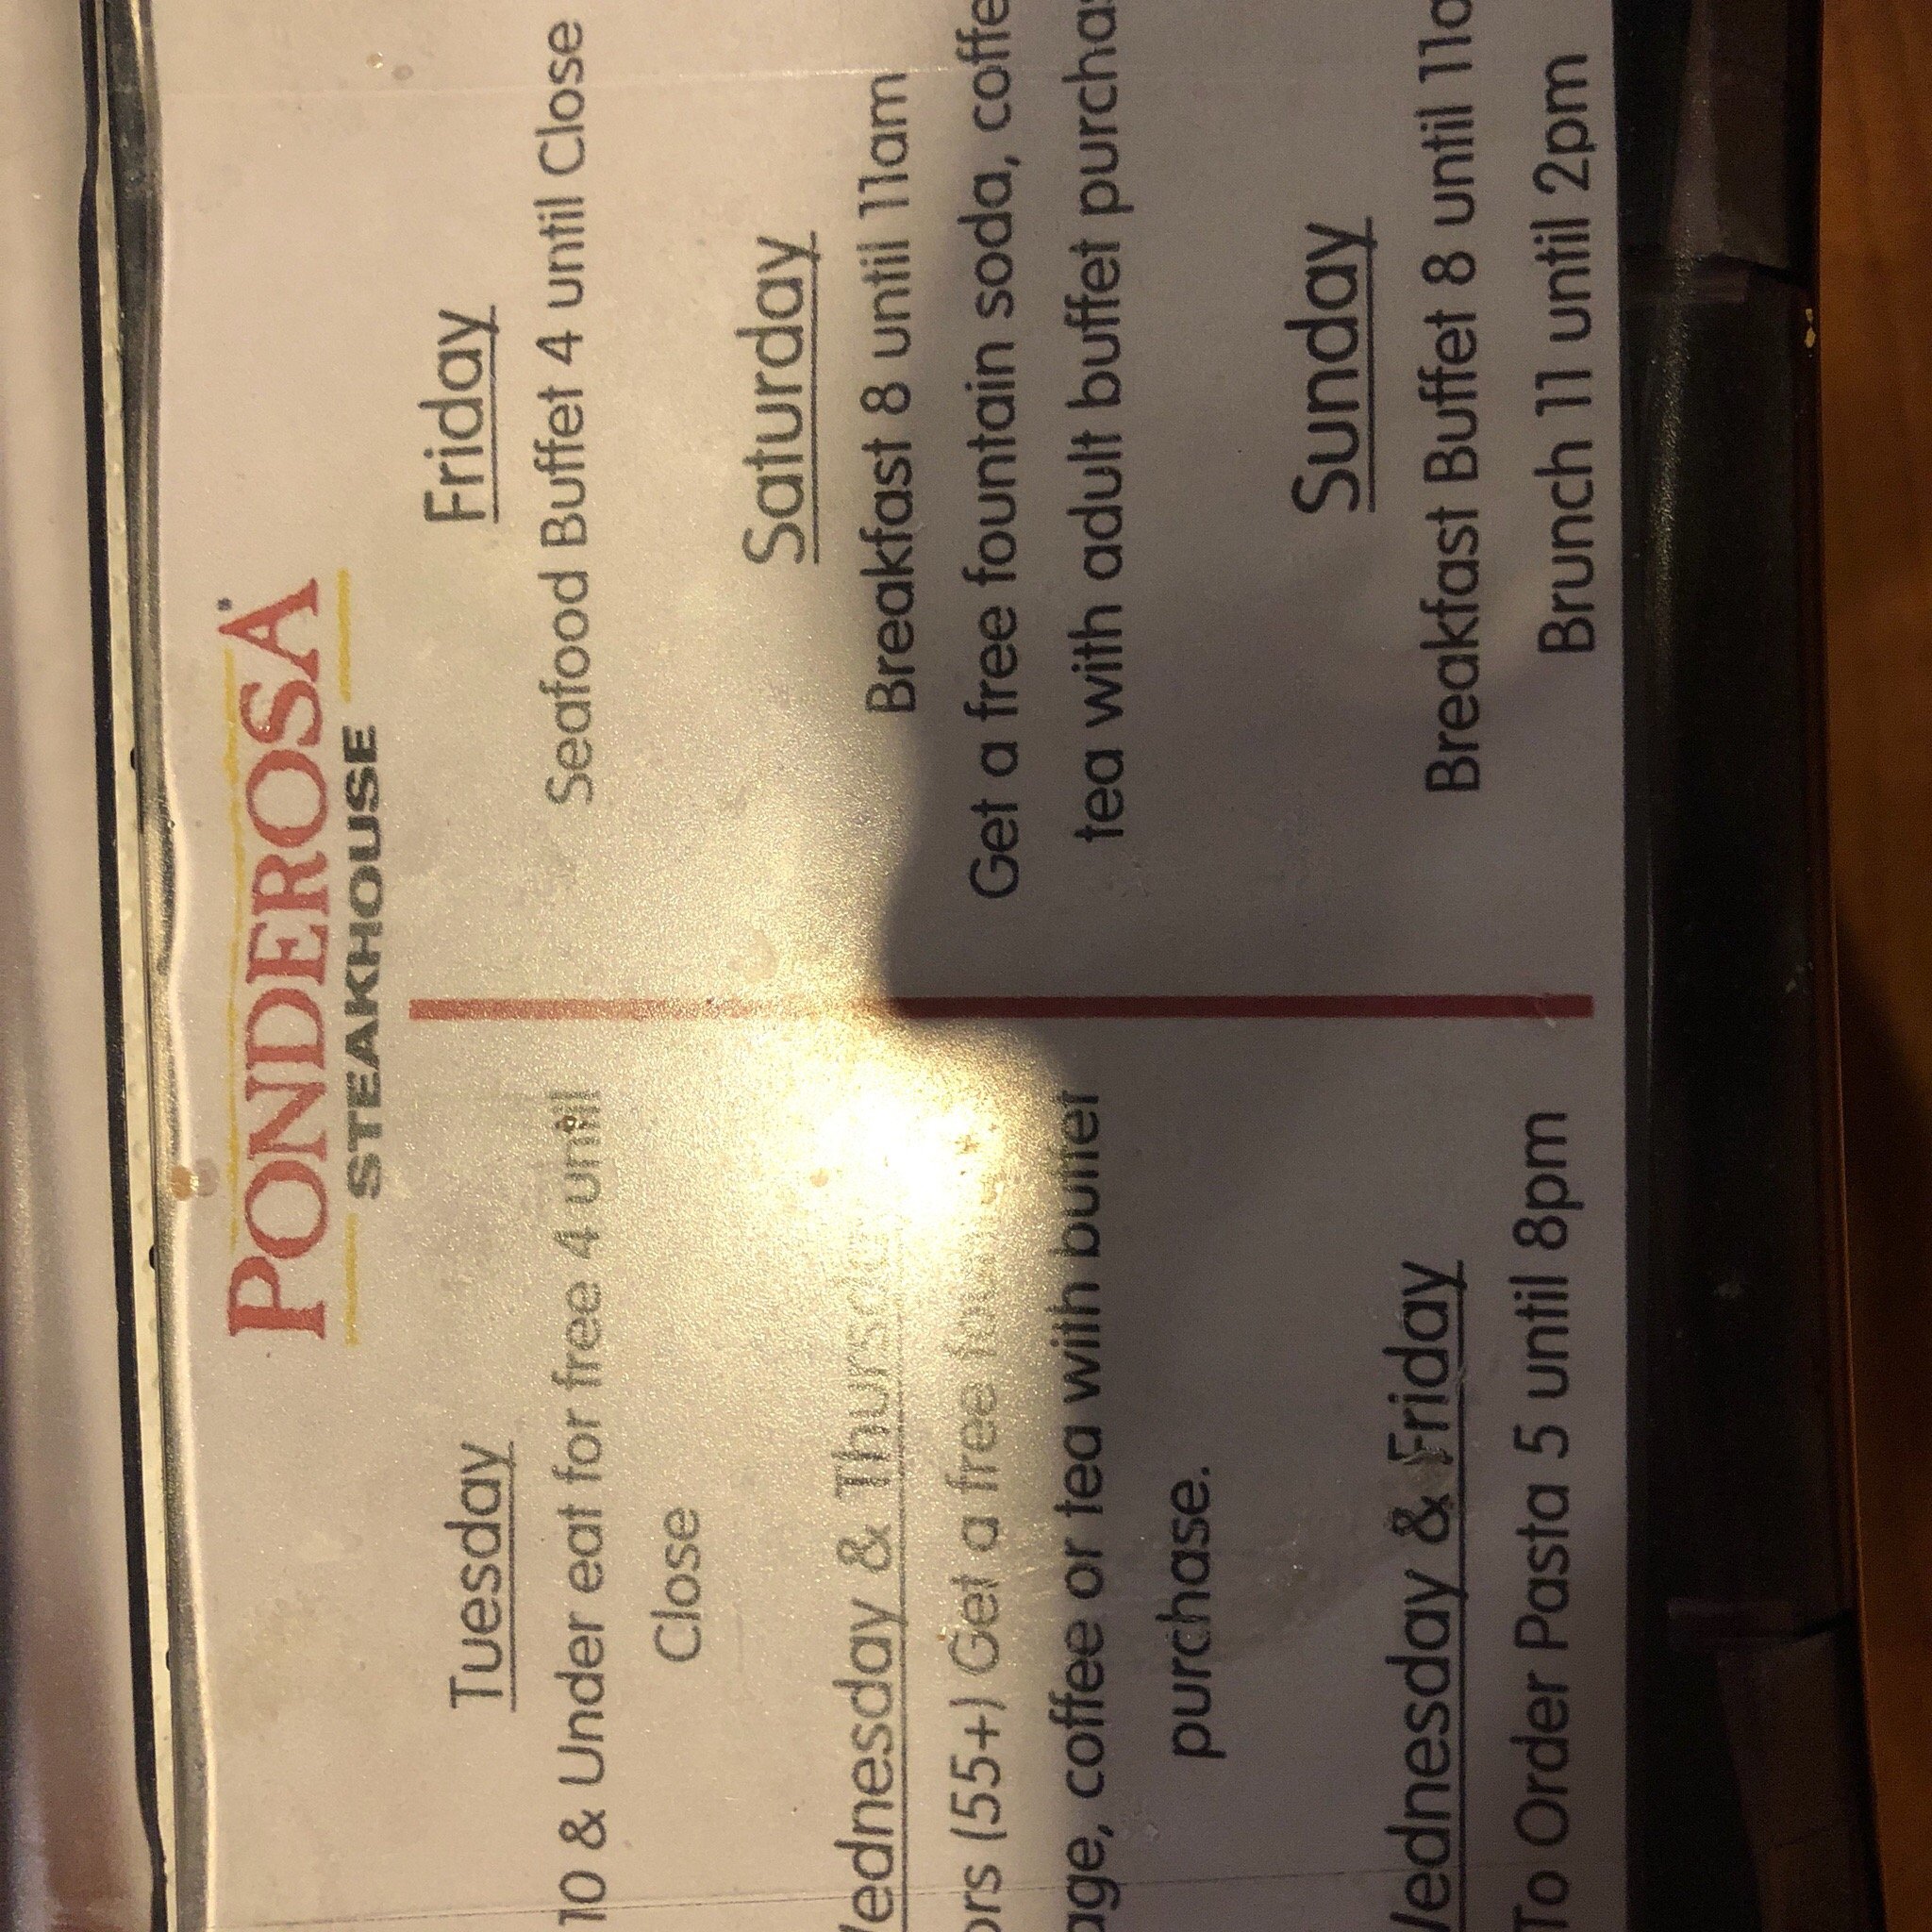 PONDEROSA
STEAKHOUSE
Tuesday
10 & Under eat for free 4 until
Close
Wednesday & Thursday
(55+) Get a free
coffee or tea with buffet
purchase.
Wednesday & Friday
To Order Pasta 5 until 8pm
Friday
Seafood Buffet 4 until Close
Saturday
Breakfast 8 until 11am
Get a free fountain soda,
tea with adult buffet
Sunday
Breakfast Buffet 8 until
Brunch 11 until 2pm